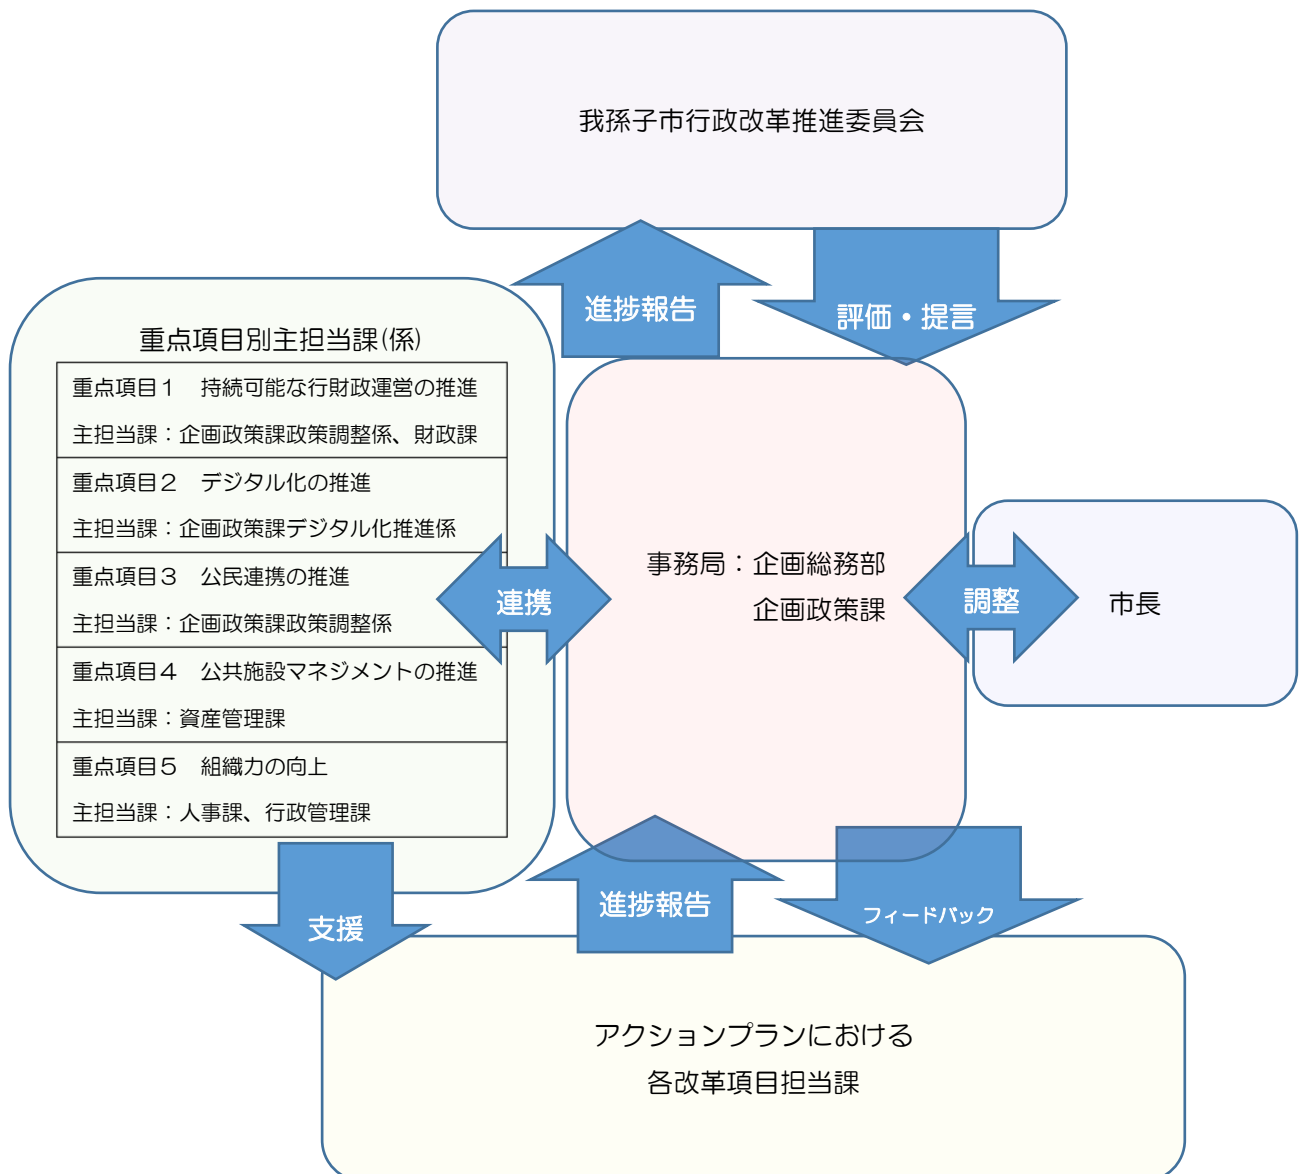 我孫子市行政改革推進委員会
進捗報告
評価・提言
重点項目別主担当課(係)
重点項目１　持続可能な行財政運営の推進
主担当課：企画政策課政策調整係、財政課
重点項目２　デジタル化の推進
主担当課：企画政策課デジタル化推進係
重点項目３　公民連携の推進
主担当課：企画政策課政策調整係
重点項目４　公共施設マネジメントの推進
主担当課：資産管理課
重点項目５　組織力の向上
主担当課：人事課、行政管理課
連携
事務局：企画総務部
企画政策課
調整
市長
支援
進捗報告
フィードバック
アクションプランにおける
各改革項目担当課